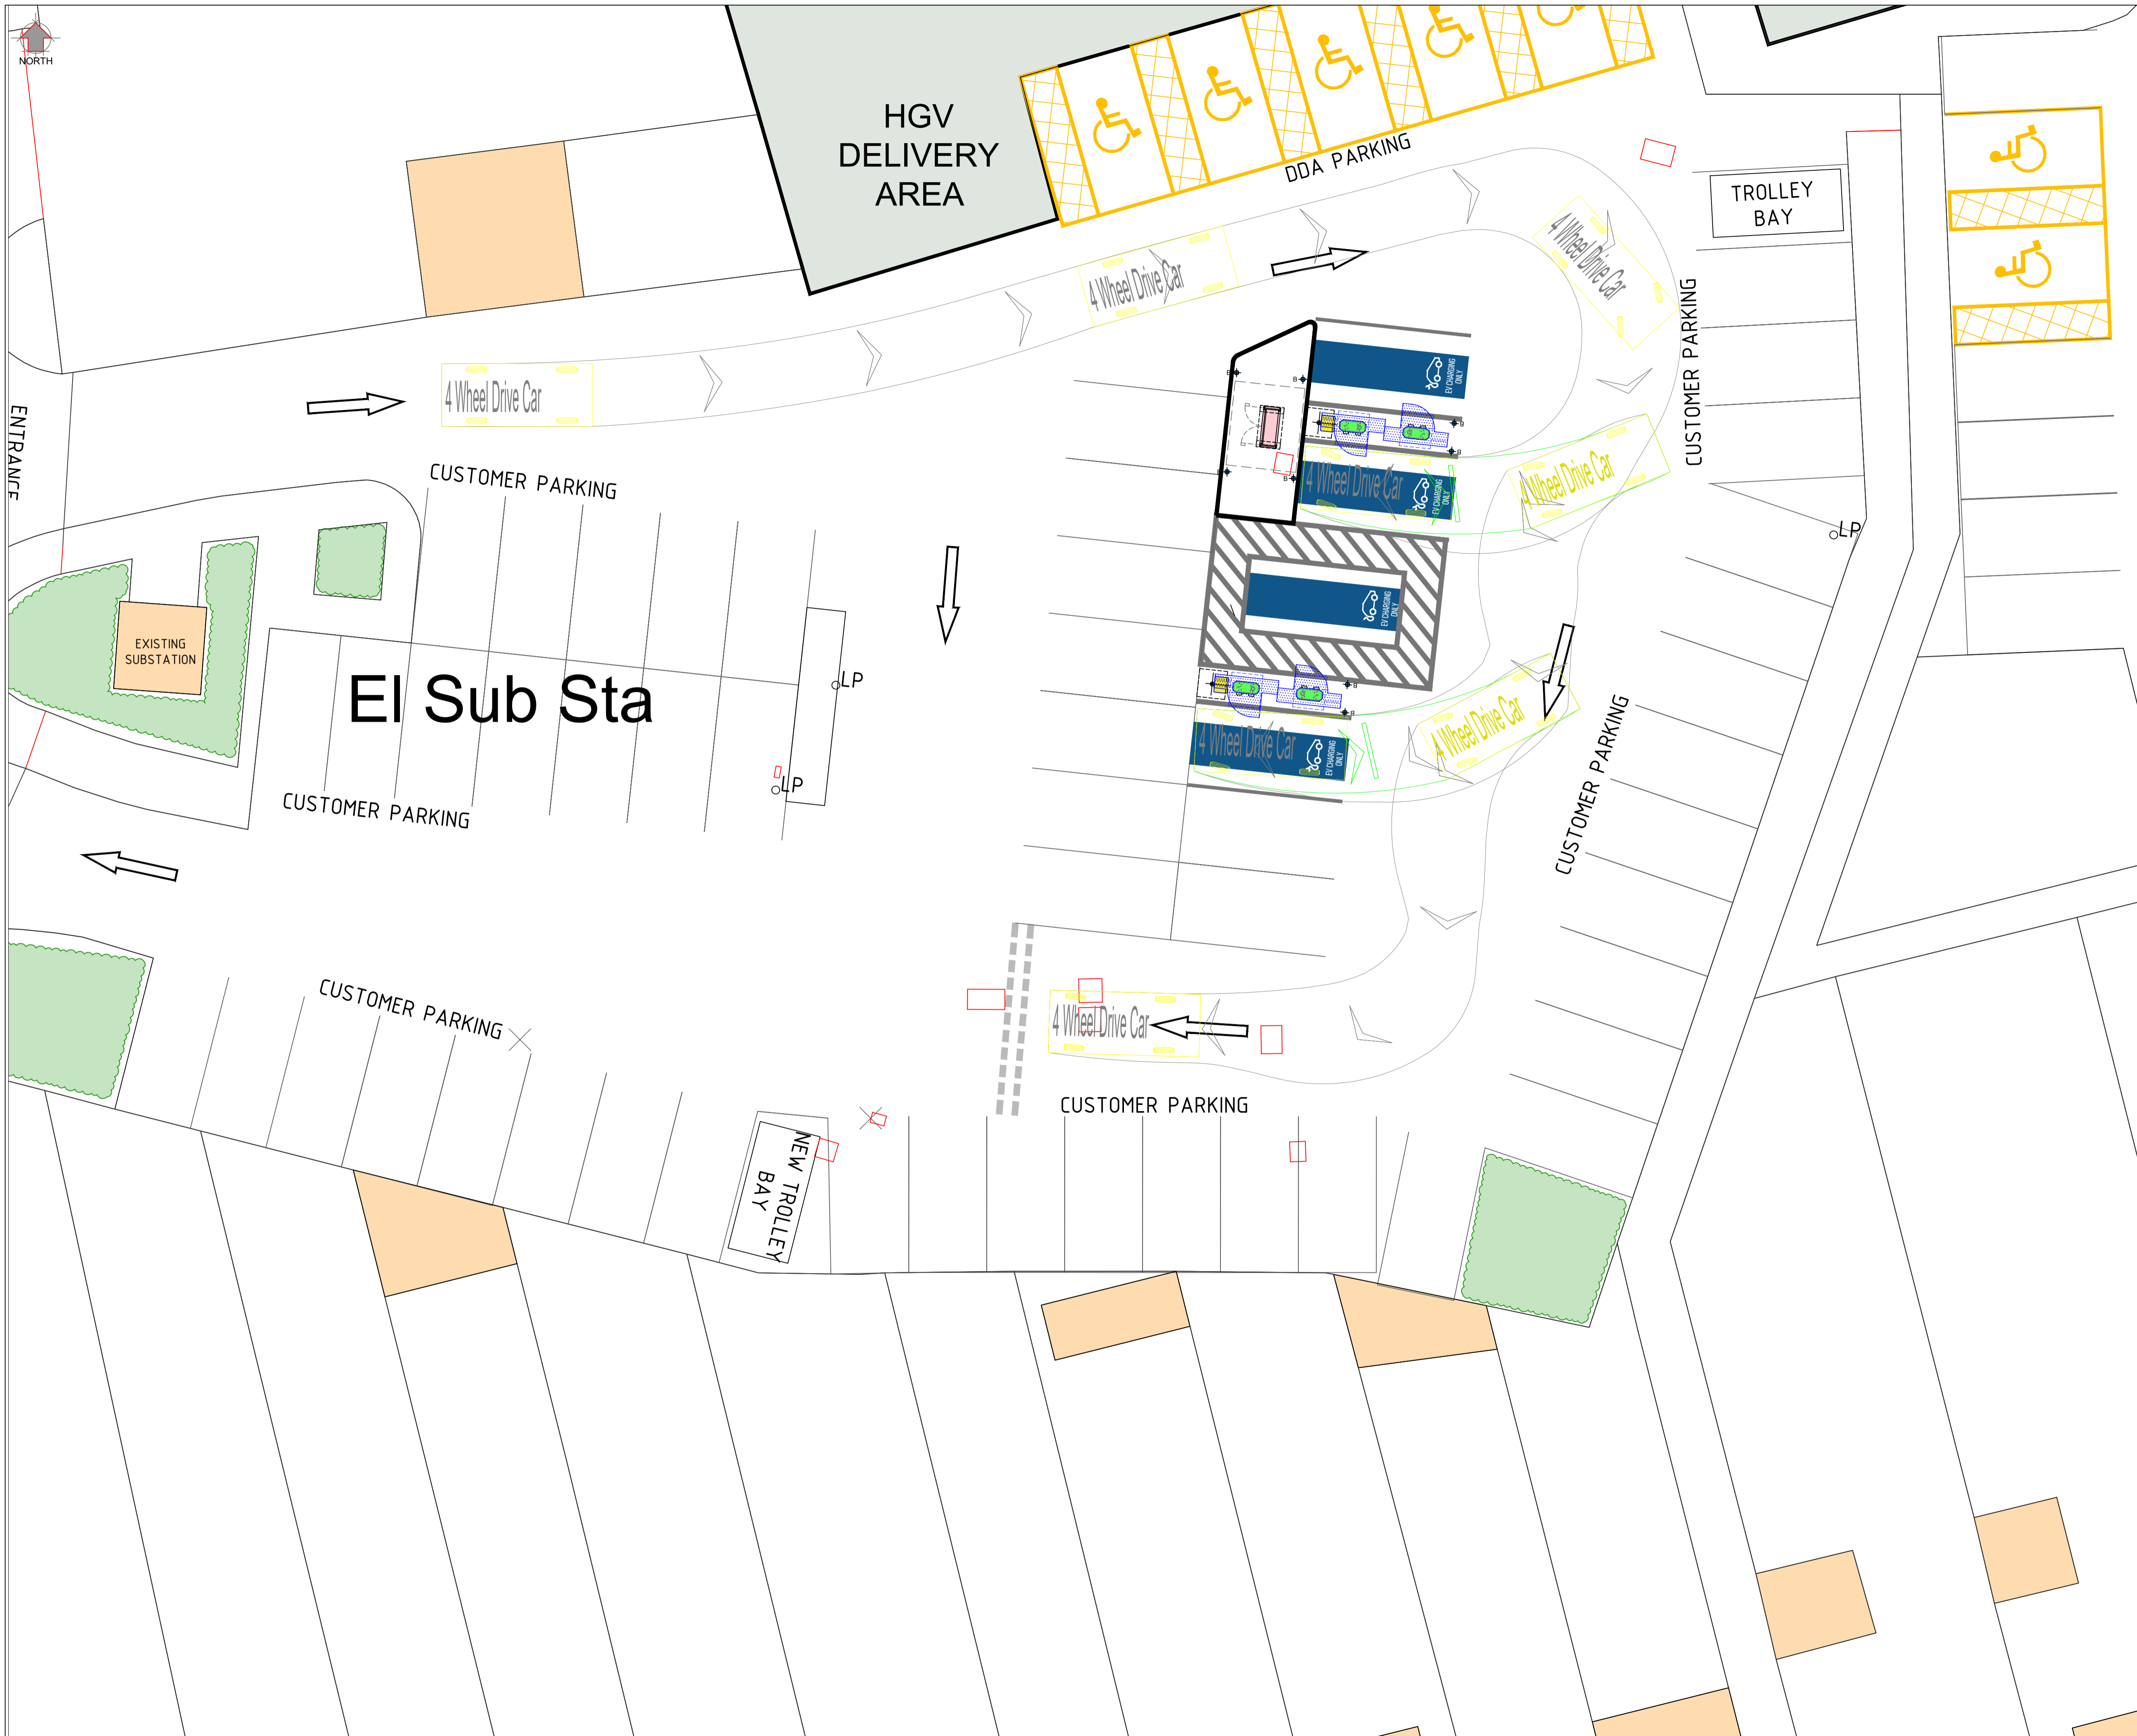 NORTH
HGV
DELIVERY
AREA
DDA PARKING
TROLLEY
BAY
4 Wheel Drive Car
4 Wheel Drive Car
4 Wheel Drive Car
CUSTOMER PARKING
ENTRANCE
EV CHARGING
ONLY
B
B
B
B
B
B
CUSTOMER PARKING
4 Wheel Drive Car
EV CHARGING
ONLY
4 Wheel Drive Car
LP
EXISTING
SUBSTATION
EV CHARGING
ONLY
El Sub Sta
LP
B
B
4 Wheel Drive Car
EV CHARGING
ONLY
4 Wheel Drive Car
LP
CUSTOMER PARKING
CUSTOMER PARKING
CUSTOMER PARKING
4 Wheel Drive Car
CUSTOMER PARKING
NEW TROLLEY
BAY